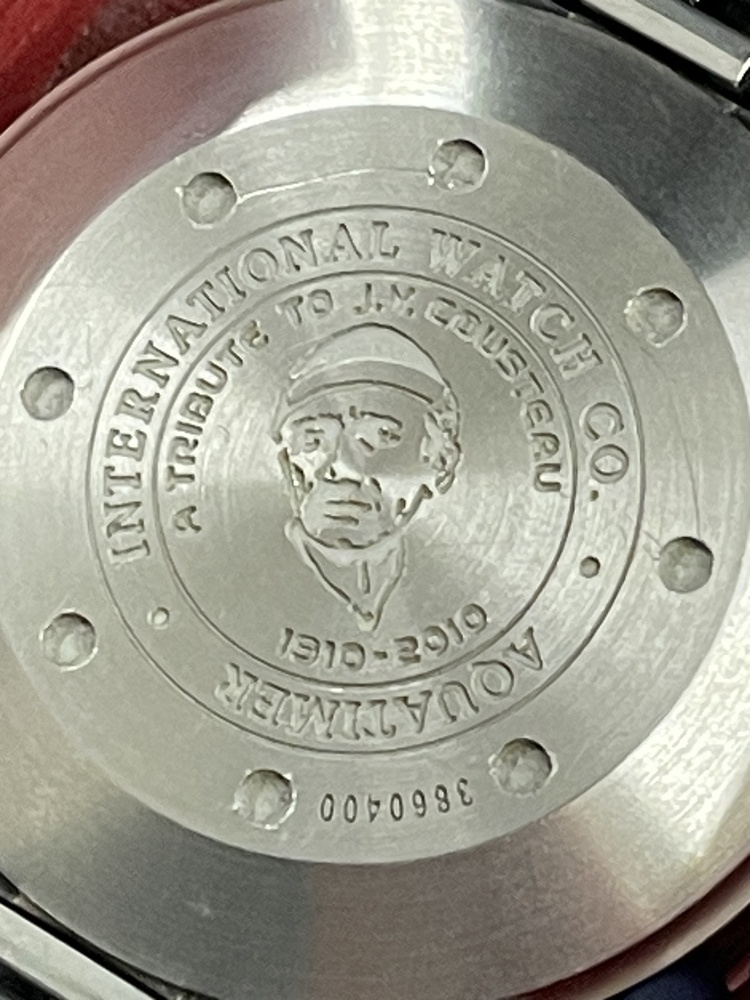 INTERNATIONAL WATCH CO.
A TRIBUTE TO J.Y. COUSTEAU
1910-2010
AQUATIMER
3860400